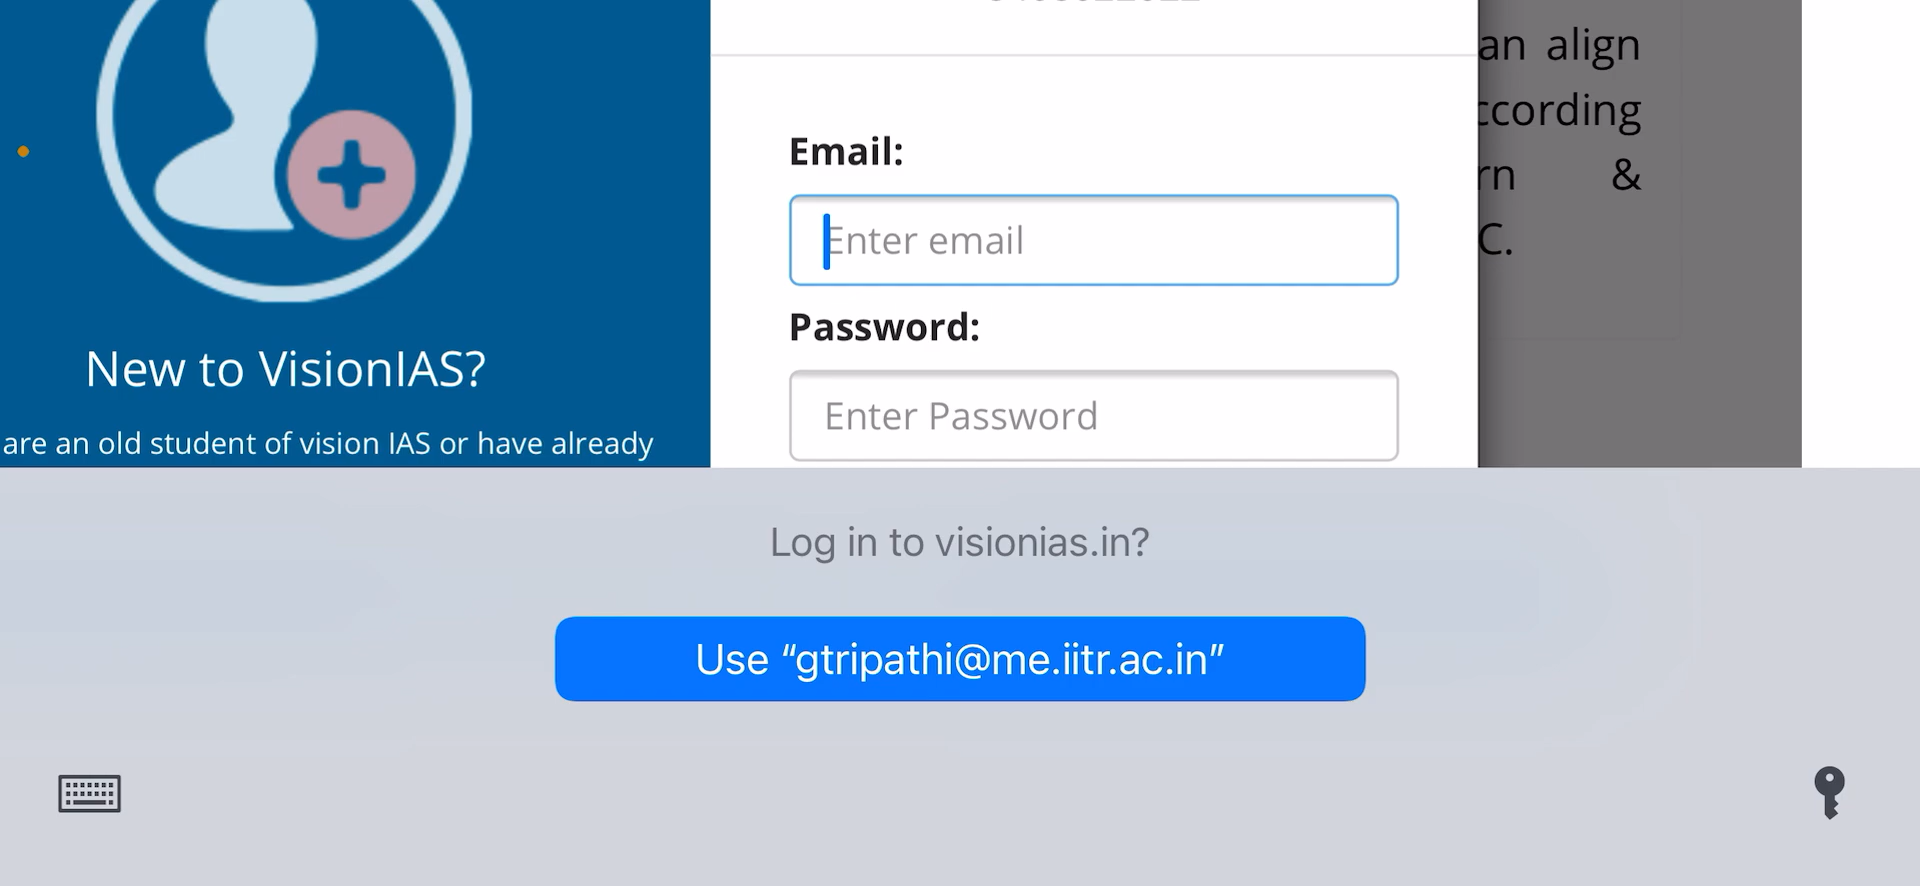 an align
ccording
Email:
rn &
Enter email
C.
Password:
New to VisionIAS?
Enter Password
are an old student of vision IAS or have already
Log in to visionias.in?
Use “gtripathi@me.iitr.ac.in”